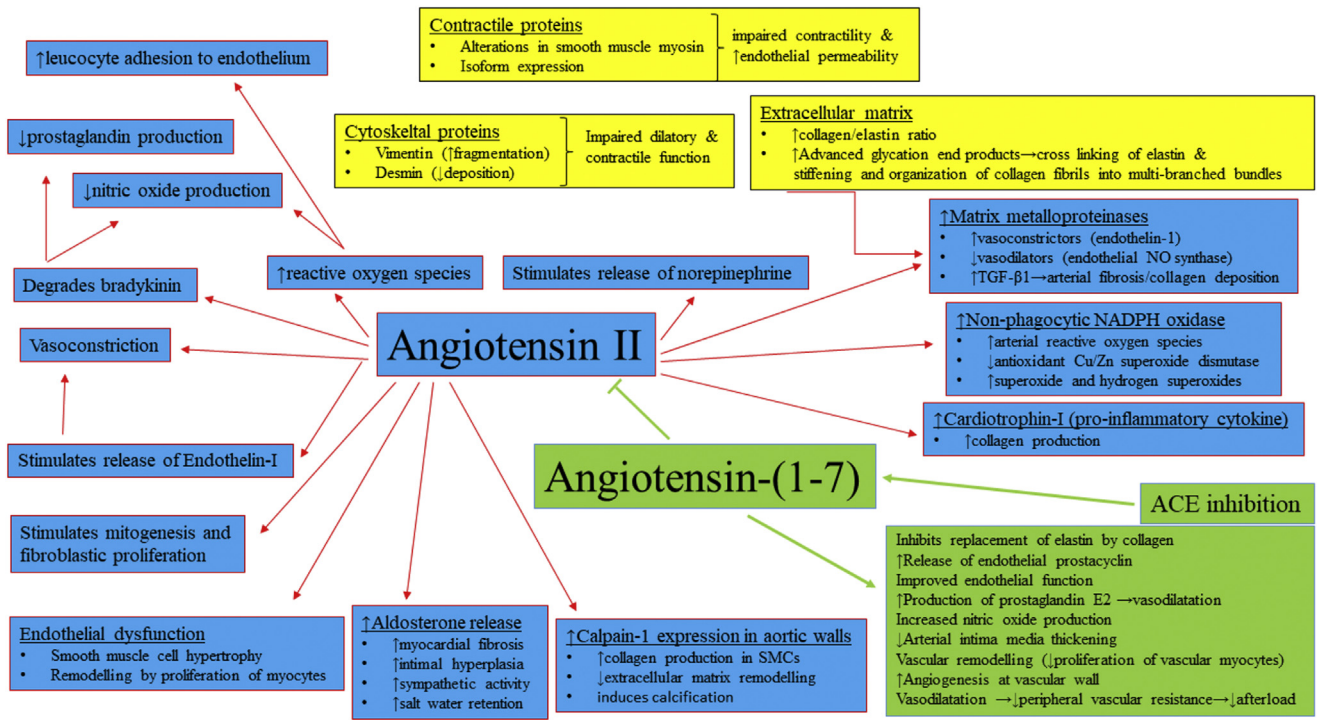 Contractile proteins
• Alterations in smooth muscle myosin
• Isoform expression
impaired contractility &
↑endothelial permeability
↑leucocyte adhesion to endothelium
Extracellular matrix
• ↑collagen/elastin ratio
• ↑Advanced glycation end products→cross linking of elastin &
stiffening and organization of collagen fibrils into multi-branched bundles
↓prostaglandin production
Cytoskeltal proteins
• Vimentin (↑fragmentation)
• Desmin (↓deposition)
Impaired dilatory &
contractile function
↓nitric oxide production
↑Matrix metalloproteinases
• ↑vasoconstrictors (endothelin-1)
• ↓vasodilators (endothelial NO synthase)
• ↑TGF-β1→arterial fibrosis/collagen deposition
Degrades bradykinin
↑reactive oxygen species
Stimulates release of norepinephrine
Vasoconstriction
Angiotensin II
↑Non-phagocytic NADPH oxidase
• ↑arterial reactive oxygen species
• ↓antioxidant Cu/Zn superoxide dismutase
• ↑superoxide and hydrogen superoxides
↑Cardiotrophin-I (pro-inflammatory cytokine)
• ↑collagen production
Stimulates release of Endothelin-I
Angiotensin-(1-7)
ACE inhibition
Stimulates mitogenesis and
fibroblastic proliferation
Inhibits replacement of elastin by collagen
↑Release of endothelial prostacyclin
Improved endothelial function
↑Production of prostaglandin E2 →vasodilatation
Increased nitric oxide production
↓Arterial intima media thickening
Vascular remodelling (↓proliferation of vascular myocytes)
↑Angiogenesis at vascular wall
Vasodilatation →↓peripheral vascular resistance→↓afterload
Endothelial dysfunction
• Smooth muscle cell hypertrophy
• Remodelling by proliferation of myocytes
↑Aldosterone release
• ↑myocardial fibrosis
• ↑intimal hyperplasia
• ↑sympathetic activity
• ↑salt water retention
↑Calpain-1 expression in aortic walls
• ↑collagen production in SMCs
• ↓extracellular matrix remodelling
• induces calcification